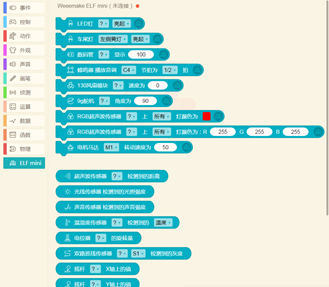 Weeemake ELF mini（未连接）
事件
控制
动作
外观
声音
画笔
侦测
运算
数据
函数
物理
ELF mini
LED灯 ? 亮起
车尾灯 左侧黄灯 亮起
数码管 ? 显示 100
蜂鸣器 播放音调 C4 节拍为 1/2 拍
130风扇模块 ? 速度为 0
9g舵机 ? 角度为 90
RGB超声波传感器 ? 上 所有 灯颜色为
RGB超声波传感器 ? 上 所有 灯颜色为：R 255 G 255 B 255
电机马达 M1 转动速度为 50
超声波传感器 ? 检测到的距离
光线传感器 检测到的光照强度
声音传感器 检测到的声音强度
温湿度传感器 ? 检测到的 温度
电位器 ? 的旋转量
双路巡线传感器 ? S1 检测到的灰度
摇杆 ? X轴上的值
摇杆 ? Y轴上的值